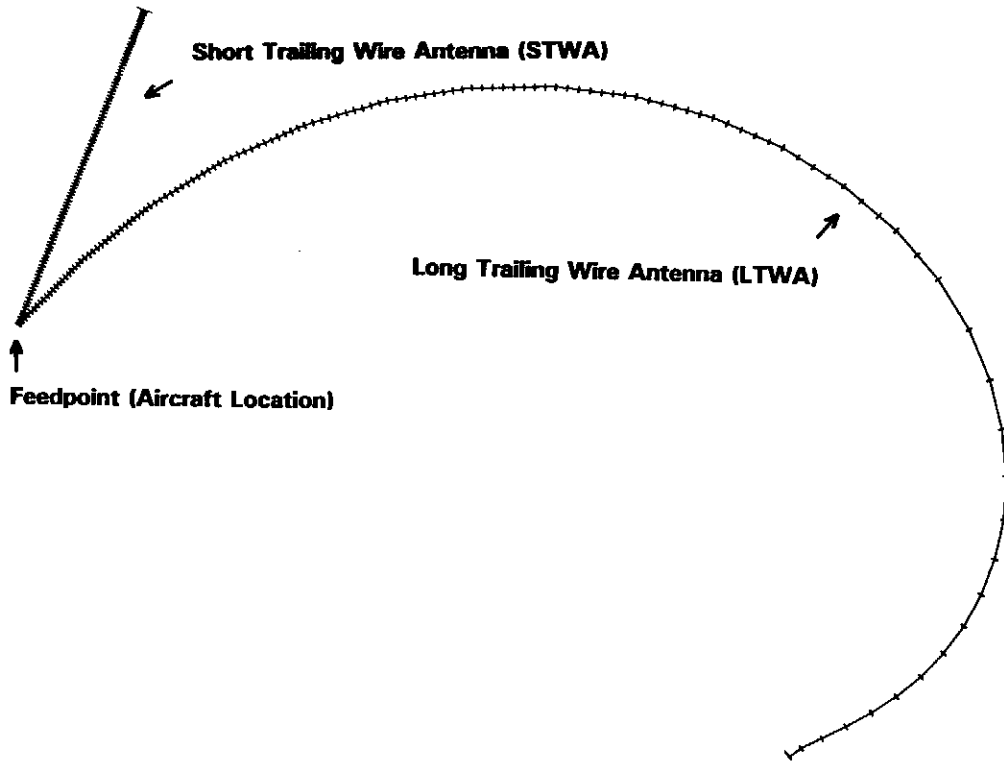 Short Trailing Wire Antenna (STWA)
Long Trailing Wire Antenna (LTWA)
Feedpoint (Aircraft Location)